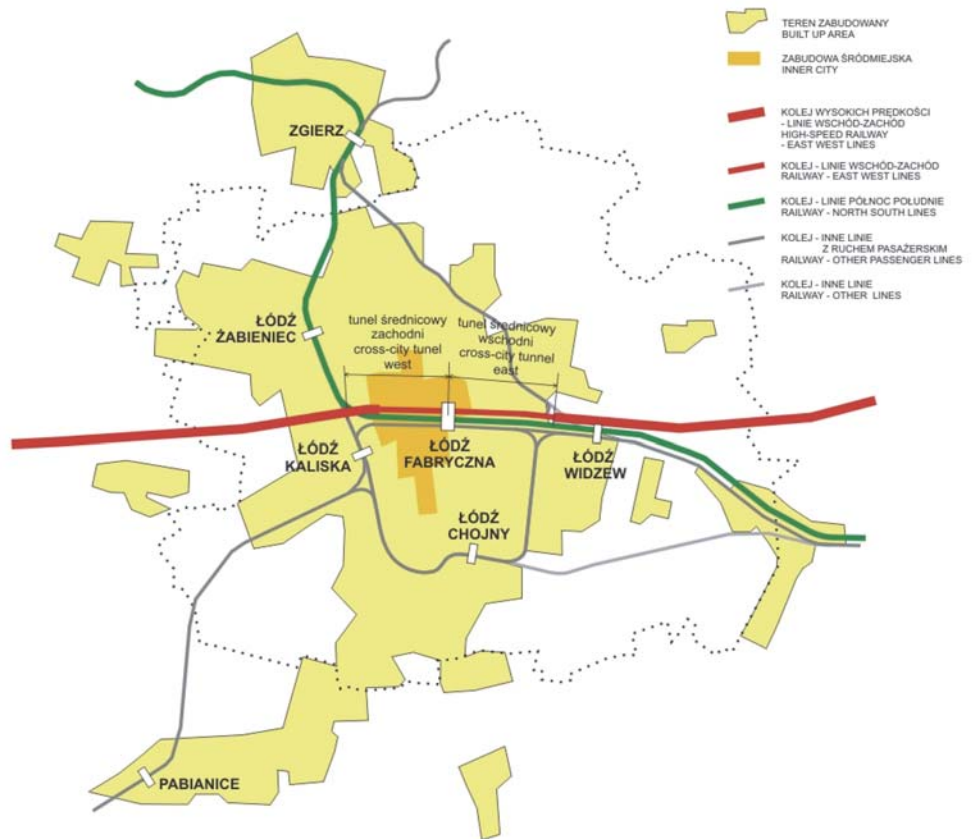 TEREN ZABUDOWANY
BUILT UP AREA
ZABUDOWA ŚRÓDMIEJSKA
INNER CITY
KOLEJ WYSOKICH PRĘDKOŚCI
- LINIE WSCHÓD-ZACHÓD
HIGH-SPEED RAILWAY
- EAST WEST LINES
KOLEJ - LINIE WSCHÓD-ZACHÓD
RAILWAY - EAST WEST LINES
KOLEJ - LINIE PÓŁNOC POŁUDNIE
RAILWAY - NORTH SOUTH LINES
KOLEJ - INNE LINIE
Z RUCHEM PASAŻERSKIM
RAILWAY - OTHER PASSENGER LINES
KOLEJ - INNE LINIE
RAILWAY - OTHER LINES
ZGIERZ
ŁÓDŹ
ŻABIENIEC
tunel średnicowy
zachodni
cross-city tunel
west
tunel średnicowy
wschodni
cross-city tunnel
east
ŁÓDŹ
KALISKA
ŁÓDŹ
FABRYCZNA
ŁÓDŹ
WIDZEW
ŁÓDŹ
CHOJNY
PABIANICE